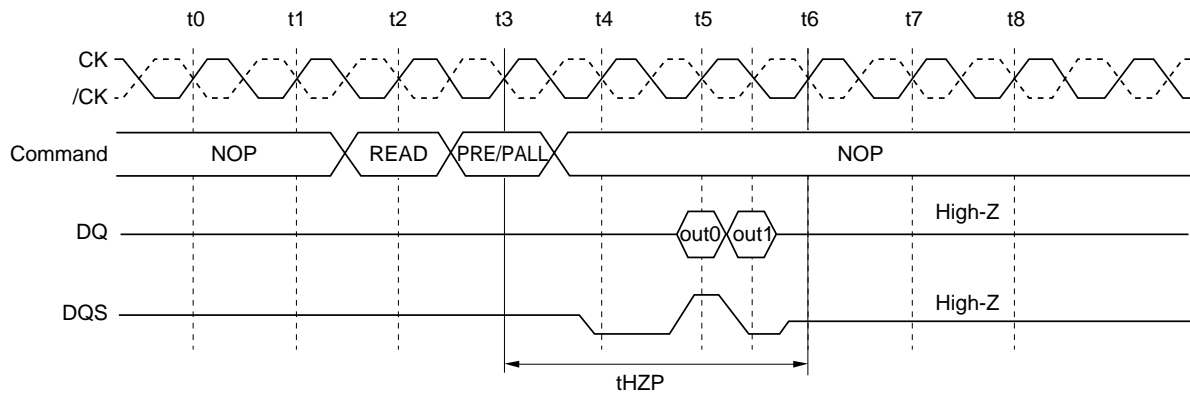 t0 t1 t2 t3 t4 t5 t6 t7 t8
CK
/CK
Command NOP READ PRE/PALL NOP
High-Z
DQ out0 out1
High-Z
DQS
tHZP